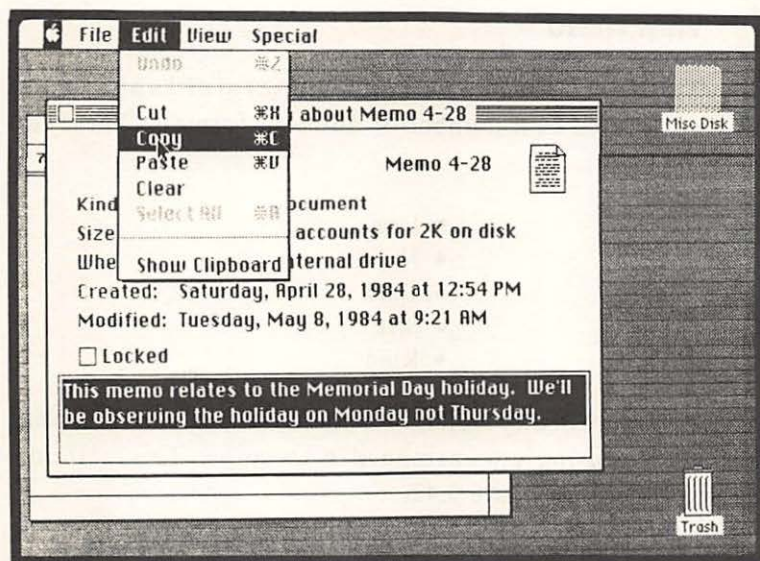 File Edit View Special
Undo ⌘Z
Cut ⌘X
Copy ⌘C
Paste ⌘V
Clear
Select All ⌘A
Show Clipboard
about Memo 4-28
Memo 4-28
Kind
ocument
Size
accounts for 2K on disk
Whe
nternal drive
Created: Saturday, April 28, 1984 at 12:54 PM
Modified: Tuesday, May 8, 1984 at 9:21 AM
Locked
This memo relates to the Memorial Day holiday. We'll
be observing the holiday on Monday not Thursday.
7
Misc Disk
Trash